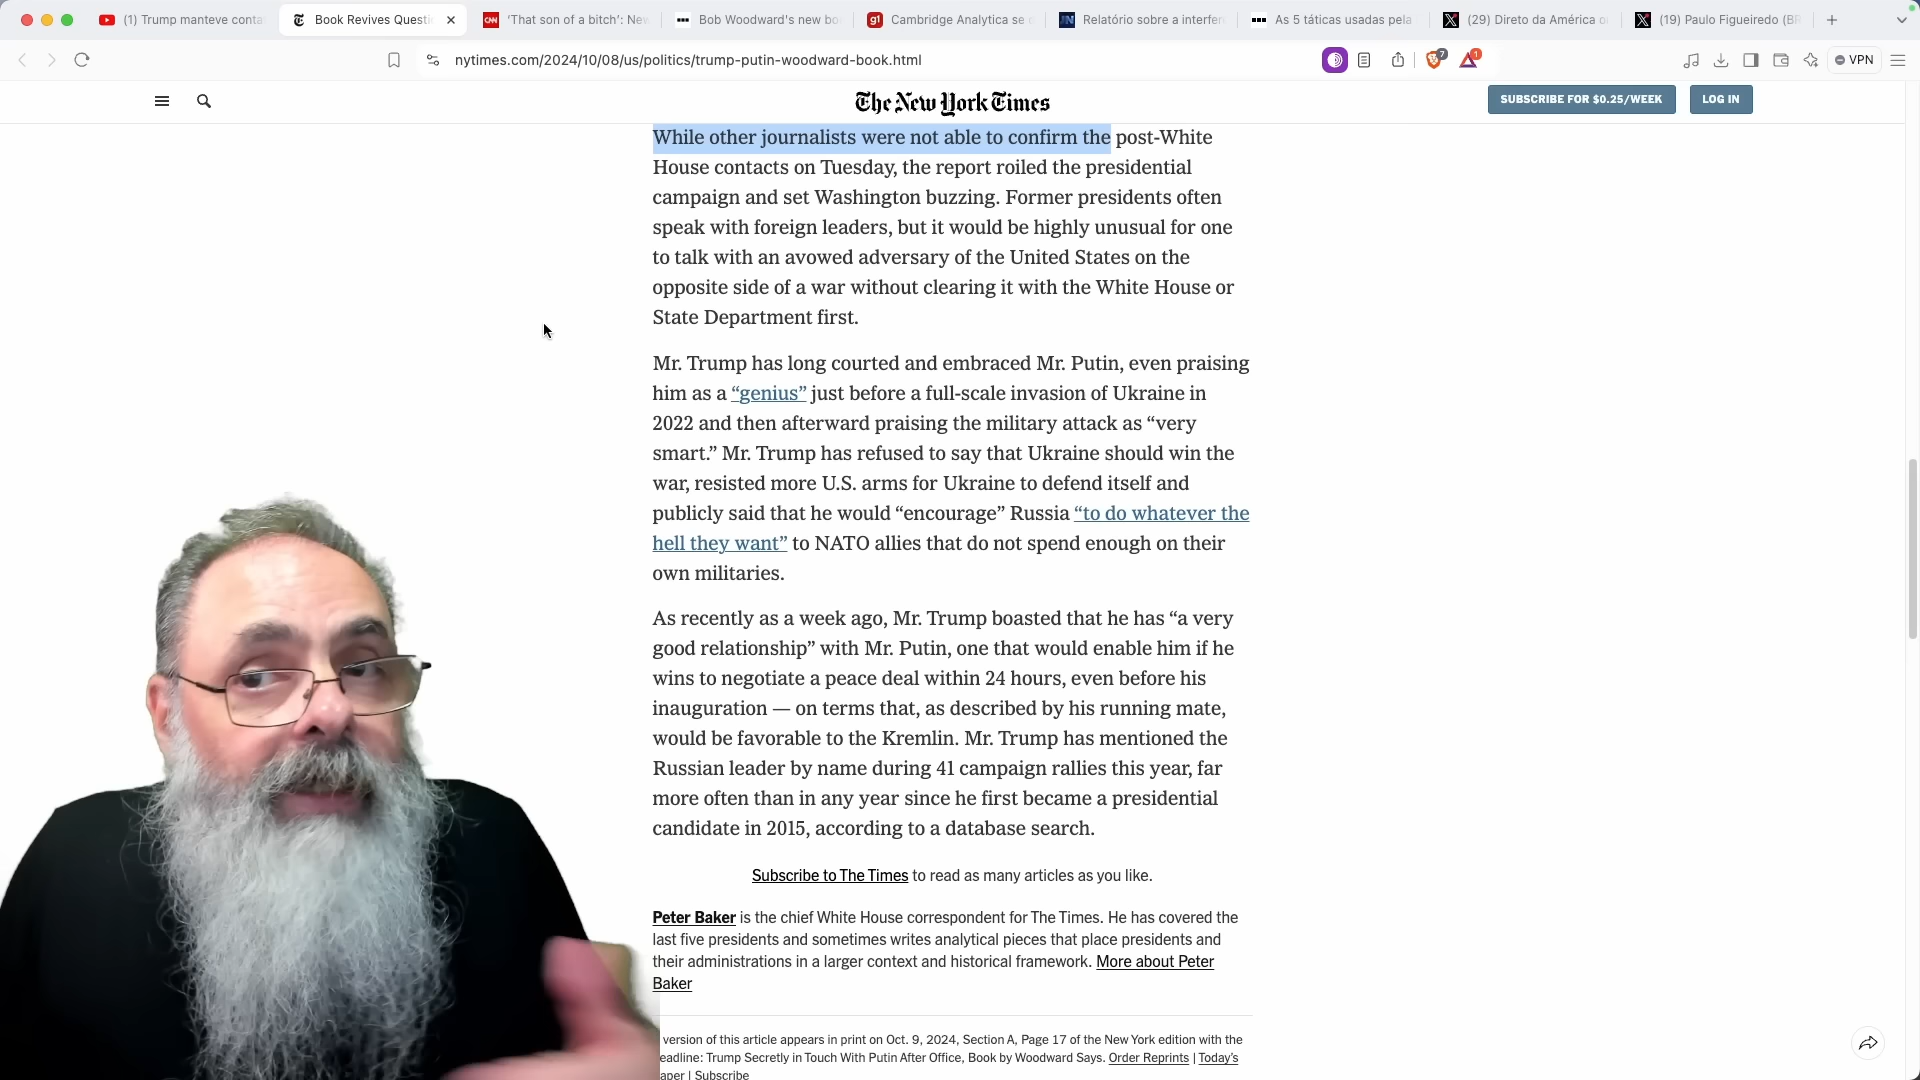 (1) Trump manteve conta
Book Revives Questi
'That son of a bitch': Nev
Bob Woodward's new bo
Cambridge Analytica se
Relatório sobre a interfer
As 5 táticas usadas pela
(29) Direto da América o
(19) Paulo Figueiredo (BR
nytimes.com/2024/10/08/us/politics/trump-putin-woodward-book.html
7
1
VPN
The New York Times
SUBSCRIBE FOR $0.25/WEEK
LOG IN
While other journalists were not able to confirm the post-White
House contacts on Tuesday, the report roiled the presidential
campaign and set Washington buzzing. Former presidents often
speak with foreign leaders, but it would be highly unusual for one
to talk with an avowed adversary of the United States on the
opposite side of a war without clearing it with the White House or
State Department first.
Mr. Trump has long courted and embraced Mr. Putin, even praising
him as a “genius” just before a full-scale invasion of Ukraine in
2022 and then afterward praising the military attack as “very
smart.” Mr. Trump has refused to say that Ukraine should win the
war, resisted more U.S. arms for Ukraine to defend itself and
publicly said that he would “encourage” Russia “to do whatever the
hell they want” to NATO allies that do not spend enough on their
own militaries.
As recently as a week ago, Mr. Trump boasted that he has “a very
good relationship” with Mr. Putin, one that would enable him if he
wins to negotiate a peace deal within 24 hours, even before his
inauguration — on terms that, as described by his running mate,
would be favorable to the Kremlin. Mr. Trump has mentioned the
Russian leader by name during 41 campaign rallies this year, far
more often than in any year since he first became a presidential
candidate in 2015, according to a database search.
Subscribe to The Times to read as many articles as you like.
Peter Baker is the chief White House correspondent for The Times. He has covered the
last five presidents and sometimes writes analytical pieces that place presidents and
their administrations in a larger context and historical framework. More about Peter
Baker
version of this article appears in print on Oct. 9, 2024, Section A, Page 17 of the New York edition with the
eadline: Trump Secretly in Touch With Putin After Office, Book by Woodward Says. Order Reprints | Today's
aper | Subscribe